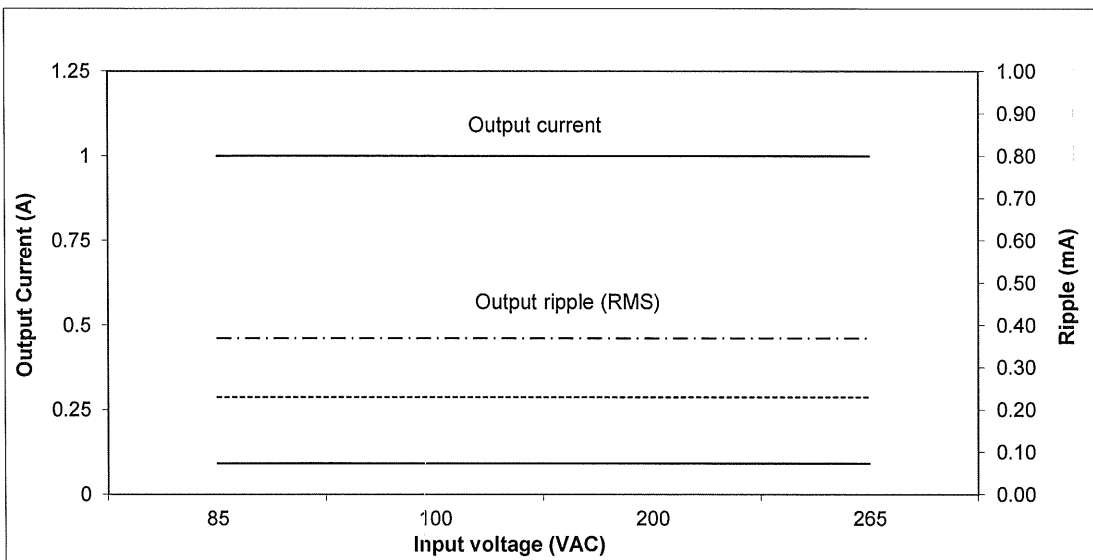 1.25
1
0.75
0.5
0.25
0
Output Current (A)
Output current
Output ripple (RMS)
1.00
0.90
0.80
0.70
0.60
0.50
0.40
0.30
0.20
0.10
0.00
Ripple (mA)
85 100 200 265
Input voltage (VAC)